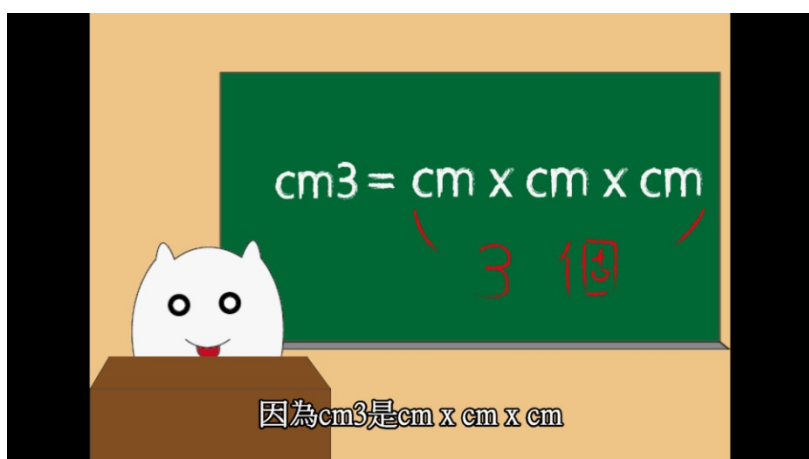 cm3 = cm x cm x cm
3 個
因為cm3是cm x cm x cm